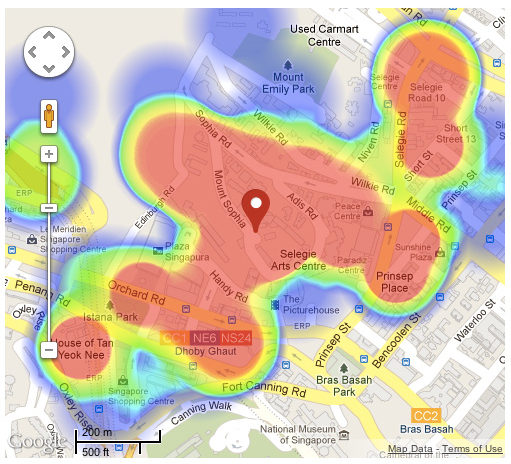 Used Carmart
Centre
Mount
Emily Park
Selegie
Centre
Selegie
Road 10
Short
Street 13
Sophia Rd
Wilkie Rd
Niven Rd
Selegie Rd
Short St
Prinsep St
ERP
Edinburgh Rd
Mount Sophia
Adis Rd
Wilkie Rd
Peace
Centre
Middle Rd
Le Meridien
Singapore
Shopping Centre
Plaza
Singapura
Selegie
Arts Centre
Paradiz
Centre
Sunshine
Plaza
Prinsep
Place
Penang Rd
Orchard Rd
Handy Rd
Istana Park
The
Picturehouse
ERP
Prinsep St
Bencoolen St
Waterloo St
CC1 NE6 NS24
Dhoby Ghaut
House of Tan
Yeok Nee
ERP
Singapore
Shopping Centre
Fort Canning Rd
Bras Basah
Park
Oxley Rise
Canning Walk
CC2
Bras Basah
National Museum
of Singapore
Google
200 m
500 ft
Map Data - Terms of Use